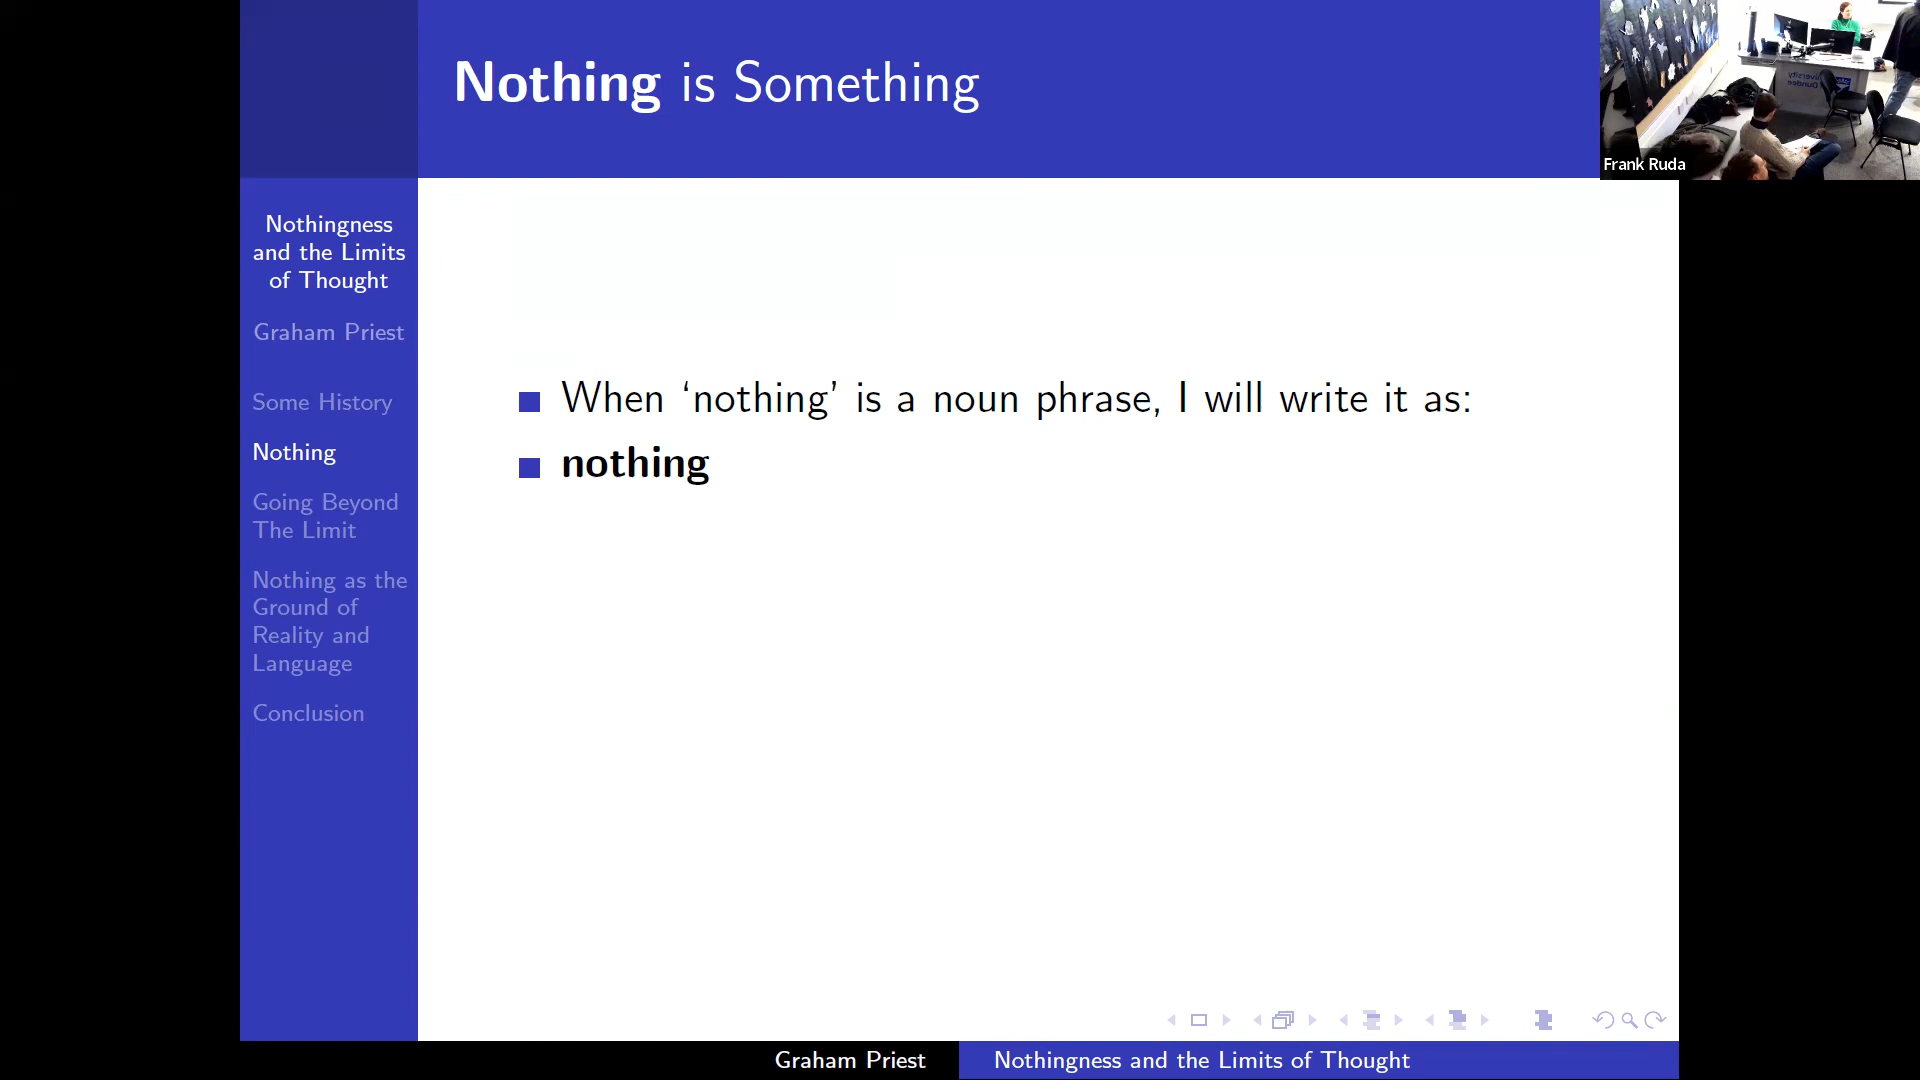 Nothing is Something
Nothingness
and the Limits
of Thought
Graham Priest
Some History
Nothing
Going Beyond
The Limit
Nothing as the
Ground of
Reality and
Language
Conclusion
When ‘nothing’ is a noun phrase, I will write it as:
nothing
Frank Ruda
Graham Priest
Nothingness and the Limits of Thought